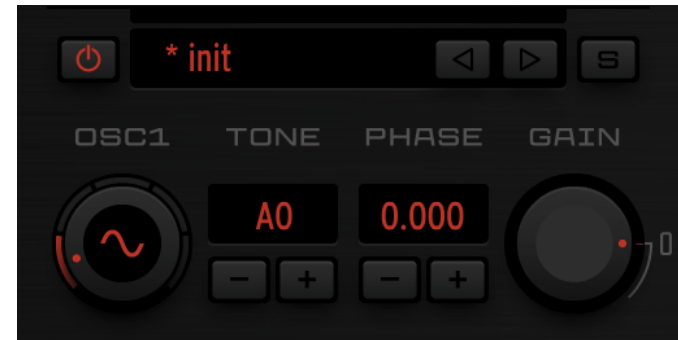 * init
S
OSC1 TONE PHASE GAIN
A0 0.000
0
- + - +